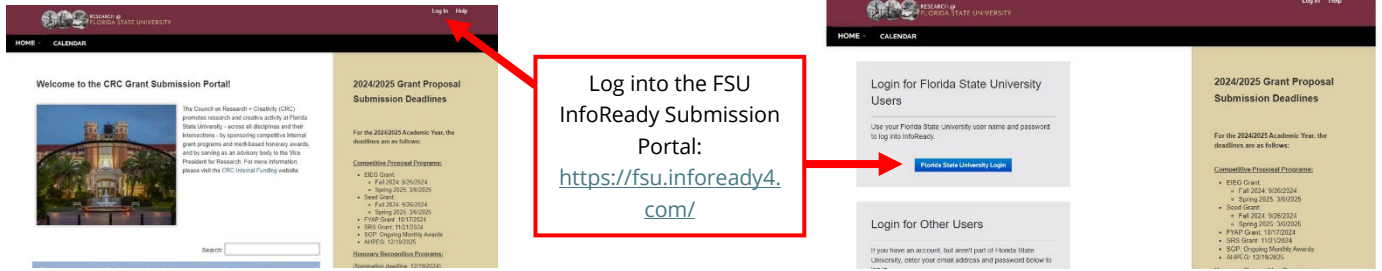 RESEARCH @
FLORIDA STATE UNIVERSITY
Log In Help
HOME CALENDAR
Welcome to the CRC Grant Submission Portal!
The Council on Research + Creativity (CRC)
promotes research and creative activity at Florida
State University - across all disciplines and their
intersections - by sponsoring competitive internal
grant programs and merit-based honorary awards,
and by serving as an advisory body to the Vice
President for Research. For more information,
please visit the CRC Internal Funding website.
Search:
2024/2025 Grant Proposal
Submission Deadlines
For the 2024/2025 Academic Year, the
deadlines are as follows:
Competitive Proposal Programs:
EIEG Grant:
Fall 2024: 9/26/2024
Spring 2025: 3/6/2025
Seed Grant:
Fall 2024: 9/26/2024
Spring 2025: 3/6/2025
FYAP Grant: 10/17/2024
SRS Grant: 11/21/2024
SGP: Ongoing Monthly Awards
AHPEG: 12/19/2025
Honorary Recognition Programs:
(Nomination deadline: 12/19/2024)
Log into the FSU
InfoReady Submission
Portal:
https://fsu.infoready4.
com/
RESEARCH @
FLORIDA STATE UNIVERSITY
Log In Help
HOME CALENDAR
Login for Florida State University
Users
Use your Florida State University user name and password
to log into InfoReady.
Florida State University Login
Login for Other Users
If you have an account, but aren't part of Florida State
University, enter your email address and password below to
2024/2025 Grant Proposal
Submission Deadlines
For the 2024/2025 Academic Year, the
deadlines are as follows:
Competitive Proposal Programs:
EIEG Grant:
Fall 2024: 9/26/2024
Spring 2025: 3/6/2025
Seed Grant:
Fall 2024: 9/26/2024
Spring 2025: 3/6/2025
FYAP Grant: 10/17/2024
SRS Grant: 11/21/2024
SGP: Ongoing Monthly Awards
AHPEG: 12/19/2025